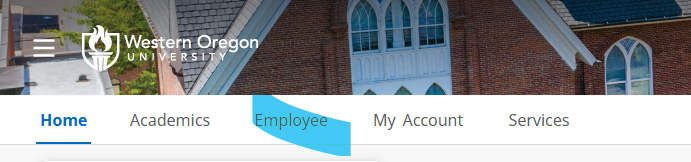 Western Oregon
UNIVERSITY
Home Academics Employee My Account Services